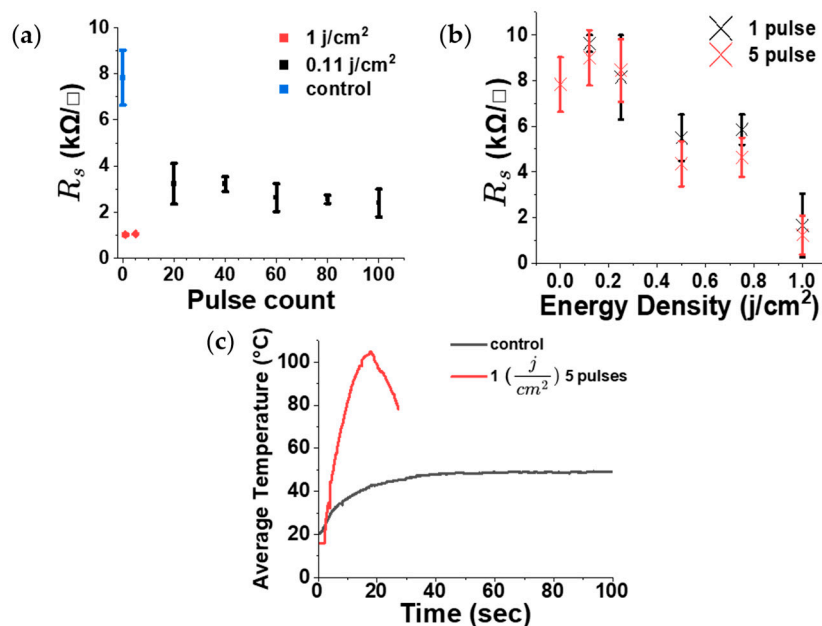 (a)
1 j/cm²
0.11 j/cm²
control
10
8
6
4
2
0
R_s (kΩ/□)
0 20 40 60 80 100
Pulse count
(b)
1 pulse
5 pulse
10
8
6
4
2
0
R_s (kΩ/□)
0.0 0.2 0.4 0.6 0.8 1.0
Energy Density (j/cm²)
(c)
control
1 (j/cm²) 5 pulses
100
80
60
40
20
0
Average Temperature (°C)
0 20 40 60 80 100
Time (sec)